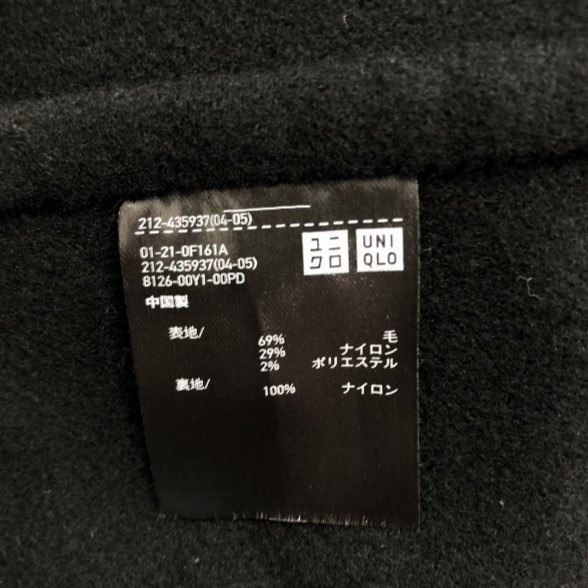 212-435937(04-05)
01-21-0F161A
212-435937(04-05)
8126-00Y1-00PD
中国製
ユニ
クロ
UNI
QLO
表地/
69% 毛
29% ナイロン
2% ポリエステル
裏地/ 100% ナイロン